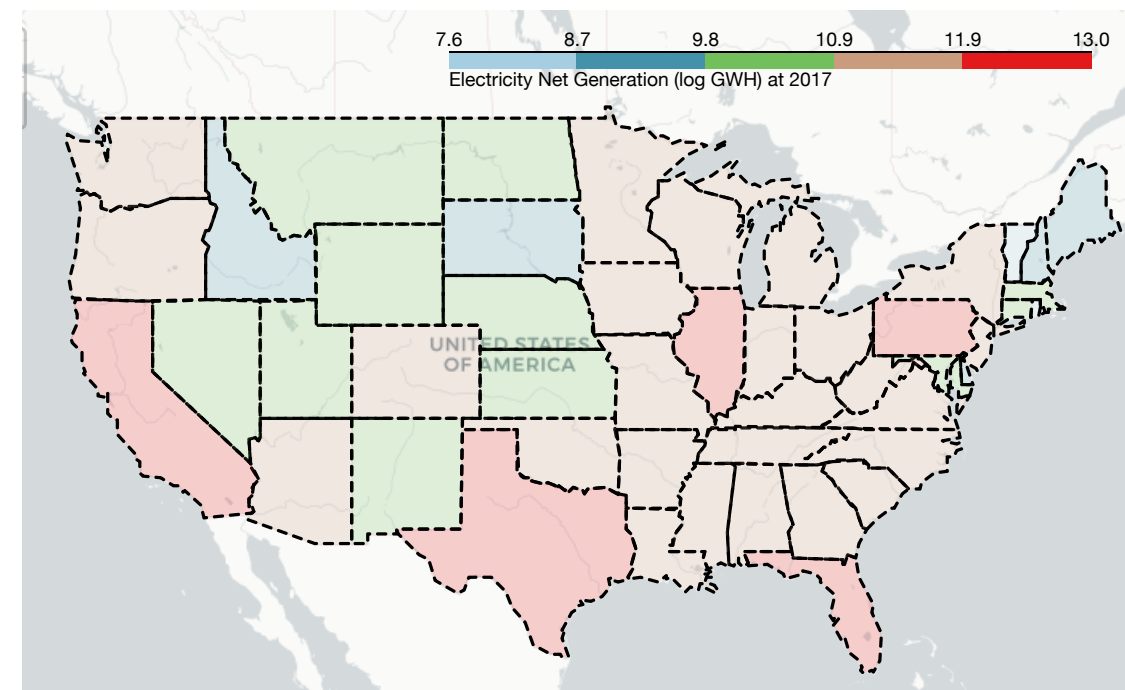 7.6 8.7 9.8 10.9 11.9 13.0
Electricity Net Generation (log GWH) at 2017
UNITED STATES
OF AMERICA